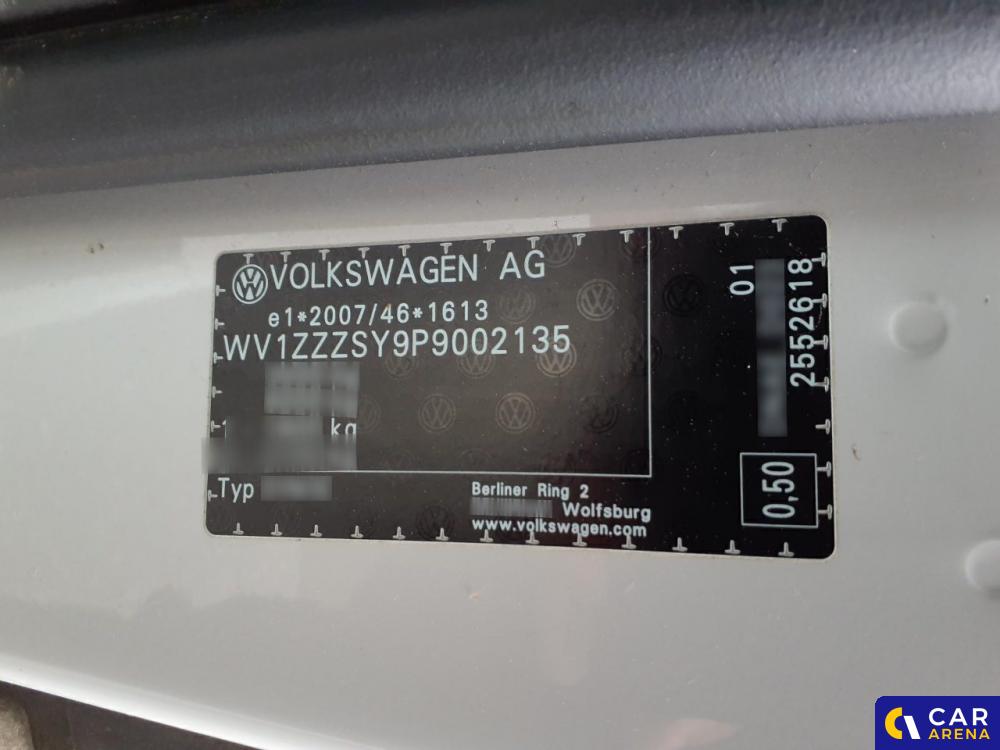 VOLKSWAGEN AG
e1*2007/46*1613
WV1ZZZSY9P9002135
kg
Typ
Berliner Ring 2
Wolfsburg
www.volkswagen.com
01
2552618
0,50
CAR
ARENA